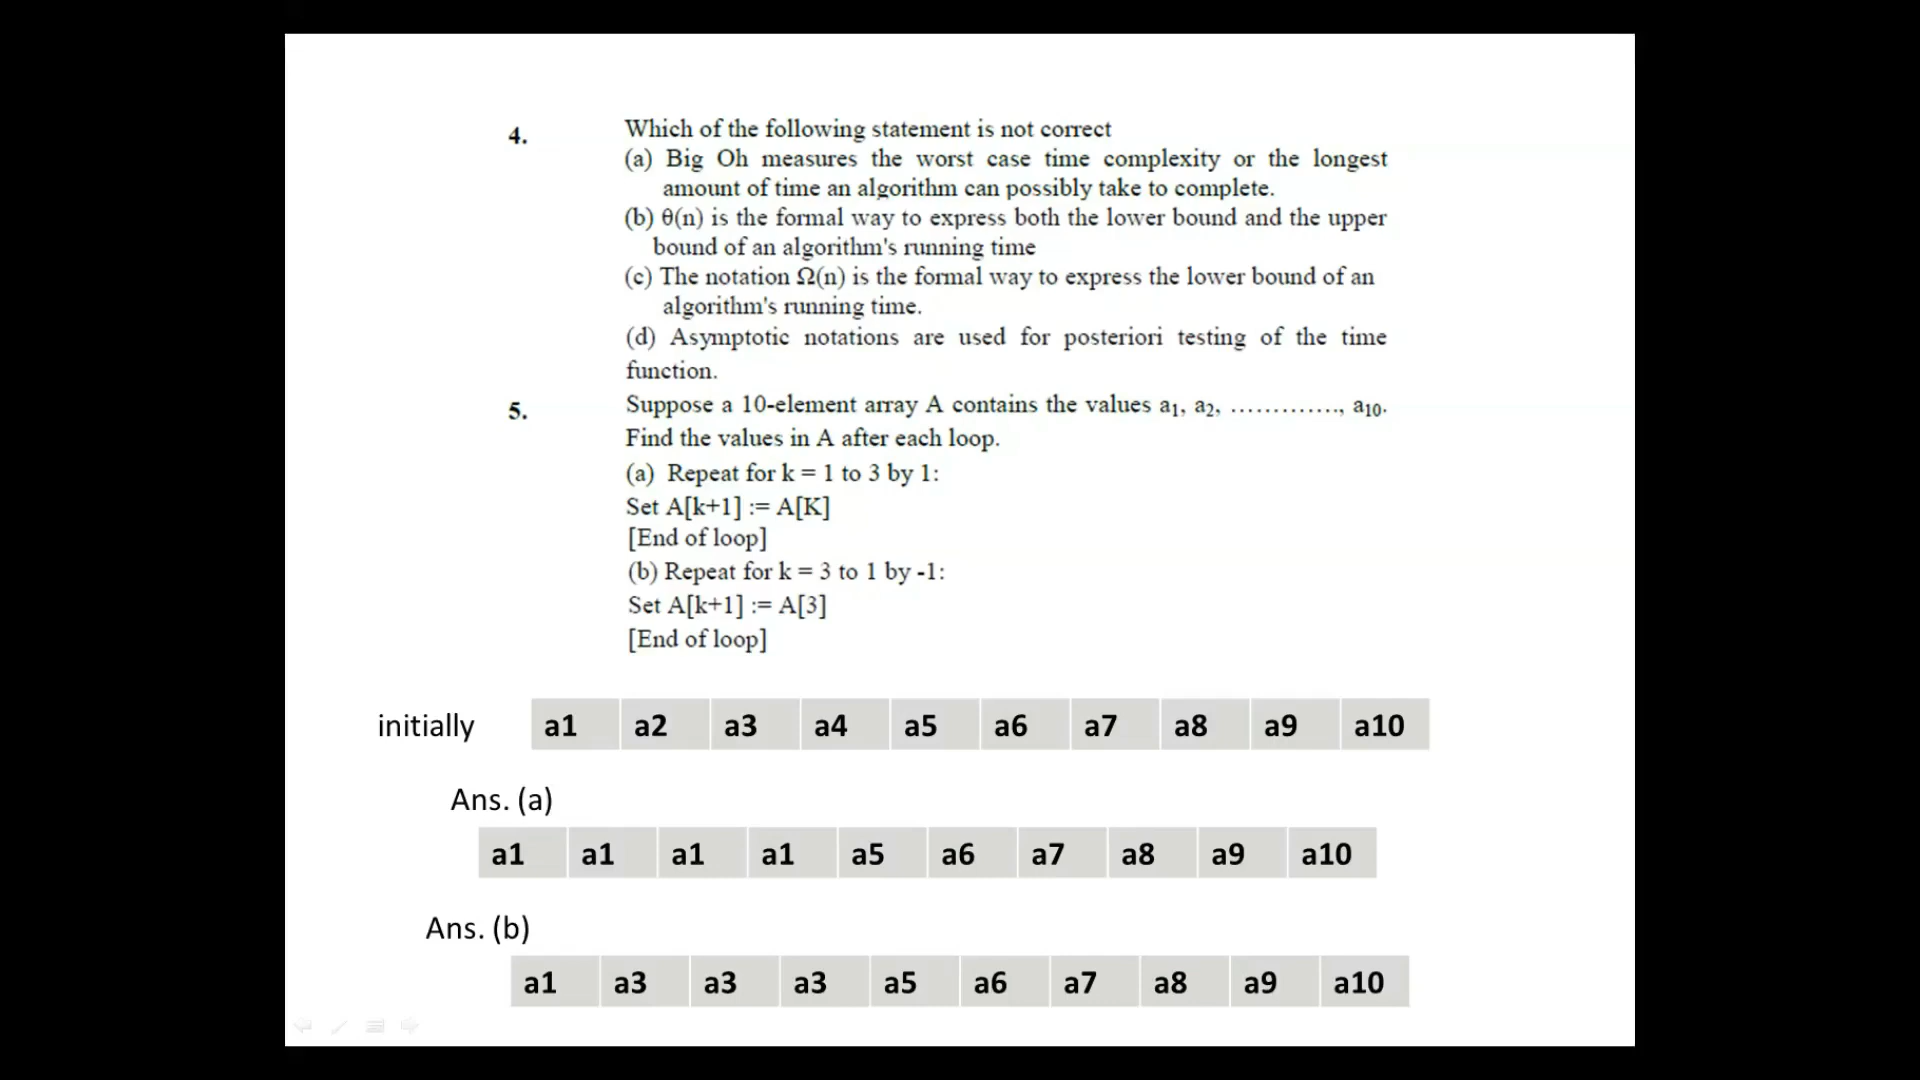 4. Which of the following statement is not correct
(a) Big Oh measures the worst case time complexity or the longest
amount of time an algorithm can possibly take to complete.
(b) θ(n) is the formal way to express both the lower bound and the upper
bound of an algorithm's running time
(c) The notation Ω(n) is the formal way to express the lower bound of an
algorithm's running time.
(d) Asymptotic notations are used for posteriori testing of the time
function.
5. Suppose a 10-element array A contains the values a₁, a₂, ............., a₁₀.
Find the values in A after each loop.
(a) Repeat for k = 1 to 3 by 1:
Set A[k+1] := A[K]
[End of loop]
(b) Repeat for k = 3 to 1 by -1:
Set A[k+1] := A[3]
[End of loop]
initially a1 a2 a3 a4 a5 a6 a7 a8 a9 a10
Ans. (a)
a1 a1 a1 a1 a5 a6 a7 a8 a9 a10
Ans. (b)
a1 a3 a3 a3 a5 a6 a7 a8 a9 a10